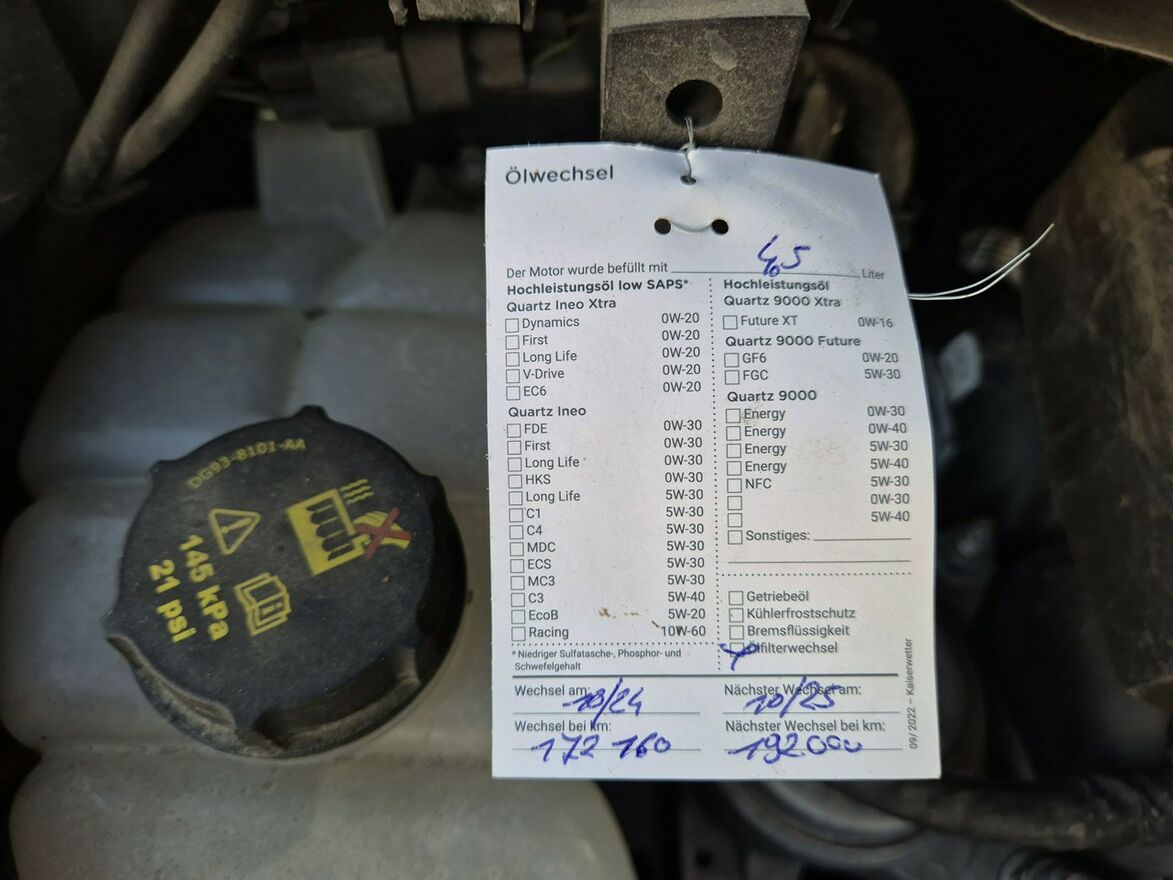 Ölwechsel
Der Motor wurde befüllt mit 4,5 Liter
Hochleistungsöl low SAPS*
Quartz Ineo Xtra
Dynamics 0W-20
First 0W-20
Long Life 0W-20
V-Drive 0W-20
EC6 0W-20
Quartz Ineo
FDE 0W-30
First 0W-30
Long Life 0W-30
HKS 0W-30
Long Life 5W-30
C1 5W-30
C4 5W-30
MDC 5W-30
ECS 5W-30
MC3 5W-30
C3 5W-40
EcoB 5W-20
Racing 10W-60
* Niedriger Sulfatasche-, Phosphor- und
Schwefelgehalt
Hochleistungsöl
Quartz 9000 Xtra
Future XT 0W-16
Quartz 9000 Future
GF6 0W-20
FGC 5W-30
Quartz 9000
Energy 0W-30
Energy 0W-40
Energy 5W-30
Energy 5W-40
NFC 5W-30
0W-30
5W-40
Sonstiges:
Getriebeöl
Kühlerfrostschutz
Bremsflüssigkeit
Ölfilterwechsel
Wechsel am: 10/24
Nächster Wechsel am: 10/25
Wechsel bei km: 172 160
Nächster Wechsel bei km: 192.000
09/2022 – Kaiserwetter
DG93-8101-AA
145 kPa
21 psi